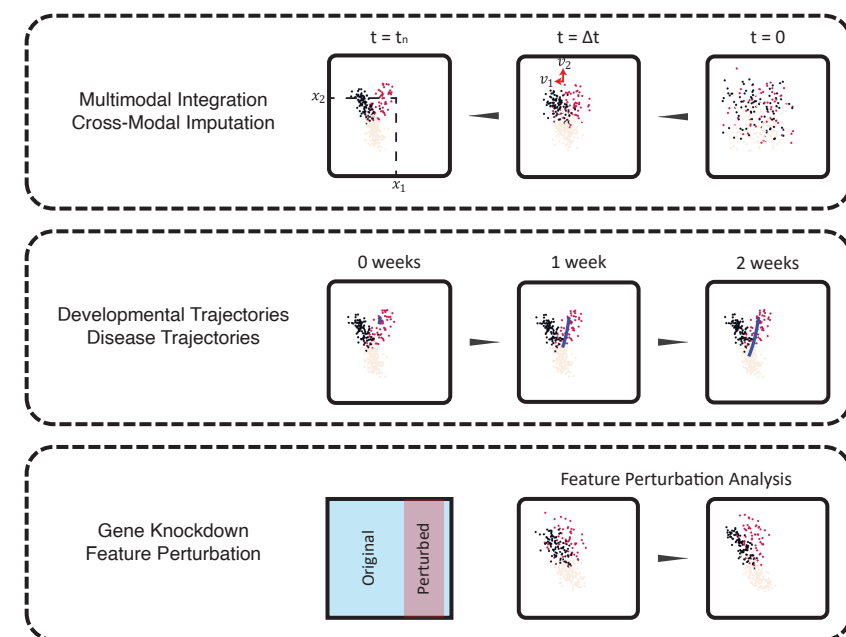 Multimodal Integration
Cross-Modal Imputation
t = tₙ
t = Δt
t = 0
x₂
x₁
v₁
v₂
Developmental Trajectories
Disease Trajectories
0 weeks
1 week
2 weeks
Gene Knockdown
Feature Perturbation
Original
Perturbed
Feature Perturbation Analysis